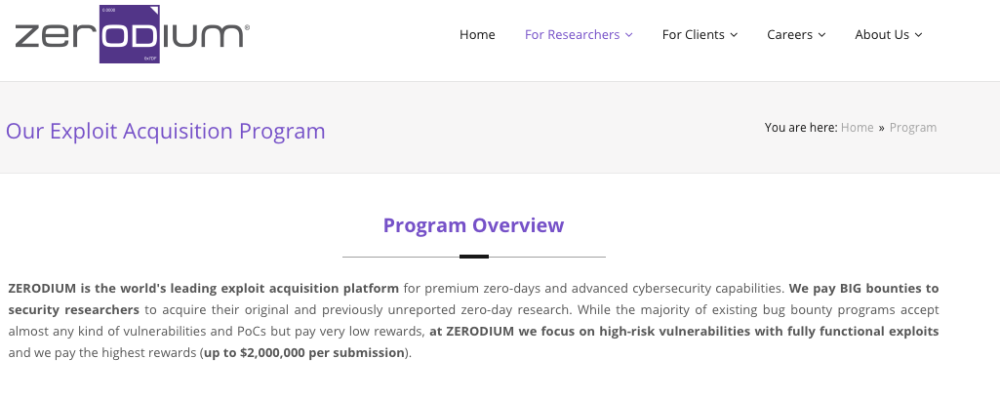 zerodium®
Home For Researchers For Clients Careers About Us
Our Exploit Acquisition Program
You are here: Home » Program
Program Overview
ZERODIUM is the world's leading exploit acquisition platform for premium zero-days and advanced cybersecurity capabilities. We pay BIG bounties to
security researchers to acquire their original and previously unreported zero-day research. While the majority of existing bug bounty programs accept
almost any kind of vulnerabilities and PoCs but pay very low rewards, at ZERODIUM we focus on high-risk vulnerabilities with fully functional exploits
and we pay the highest rewards (up to $2,000,000 per submission).